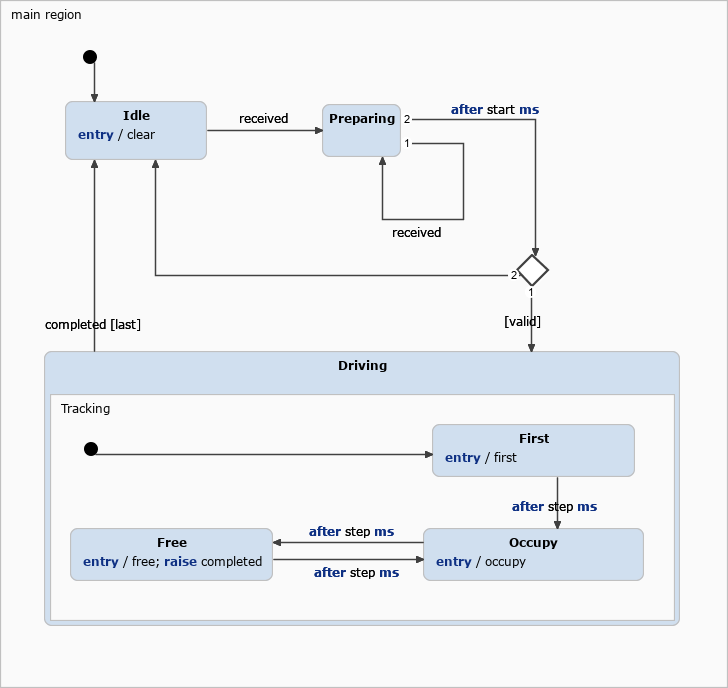 main region
Idle
entry / clear
received
Preparing
2
after start ms
1
received
2
1
completed [last]
[valid]
Driving
Tracking
First
entry / first
after step ms
Free
entry / free; raise completed
after step ms
after step ms
Occupy
entry / occupy